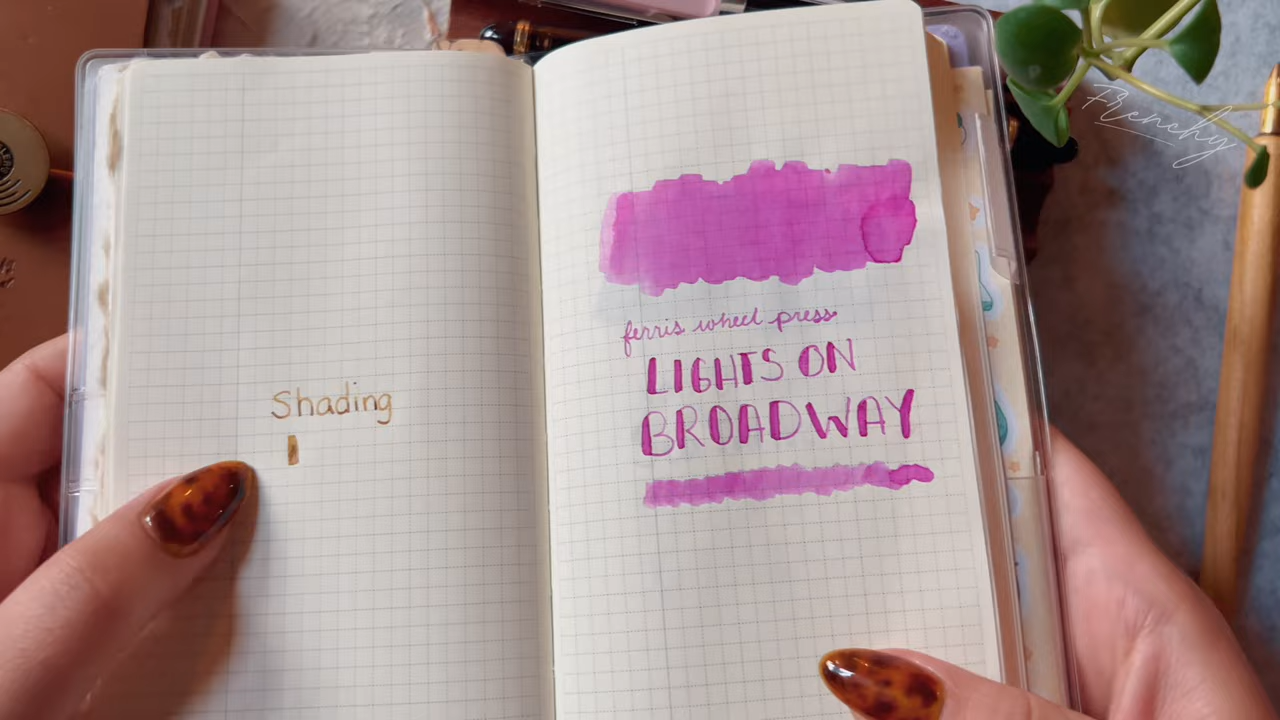 Shading
ferris wheel press
LIGHTS ON
BROADWAY
Frenchy